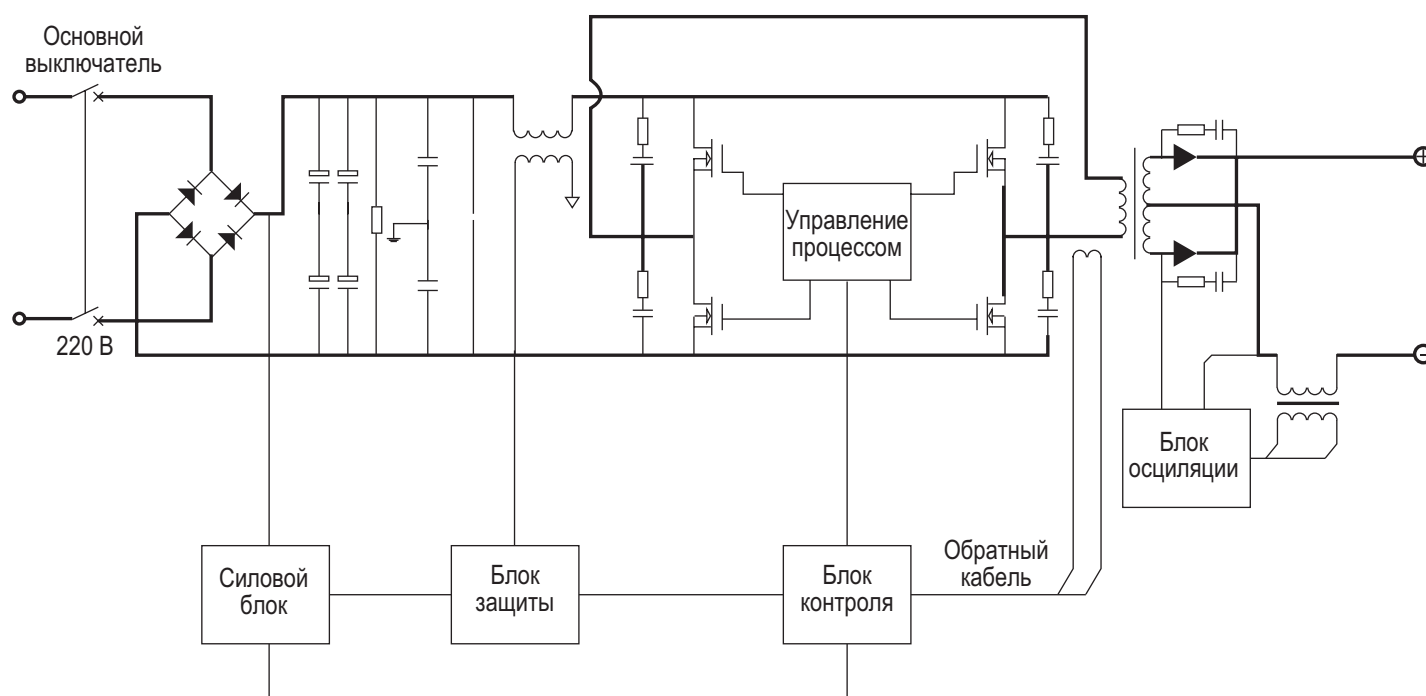 Основной
выключатель
220 В
Управление
процессом
Блок
осциляции
Силовой
блок
Блок
защиты
Блок
контроля
Обратный
кабель